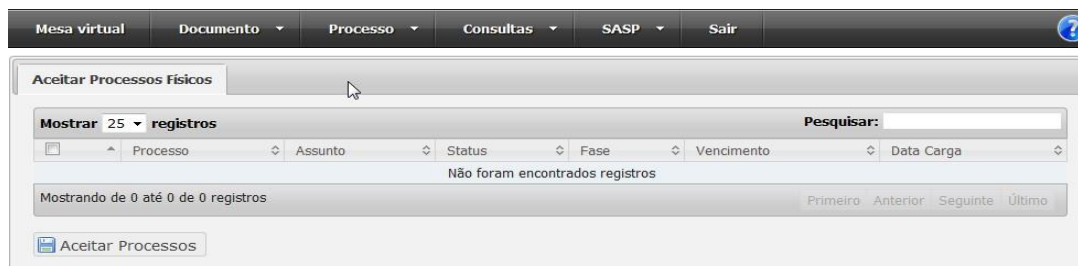 Mesa virtual Documento Processo Consultas SASP Sair ?
Aceitar Processos Físicos
Mostrar 25 registros Pesquisar:
Processo Assunto Status Fase Vencimento Data Carga
Não foram encontrados registros
Mostrando de 0 até 0 de 0 registros Primeiro Anterior Seguinte Último
Aceitar Processos